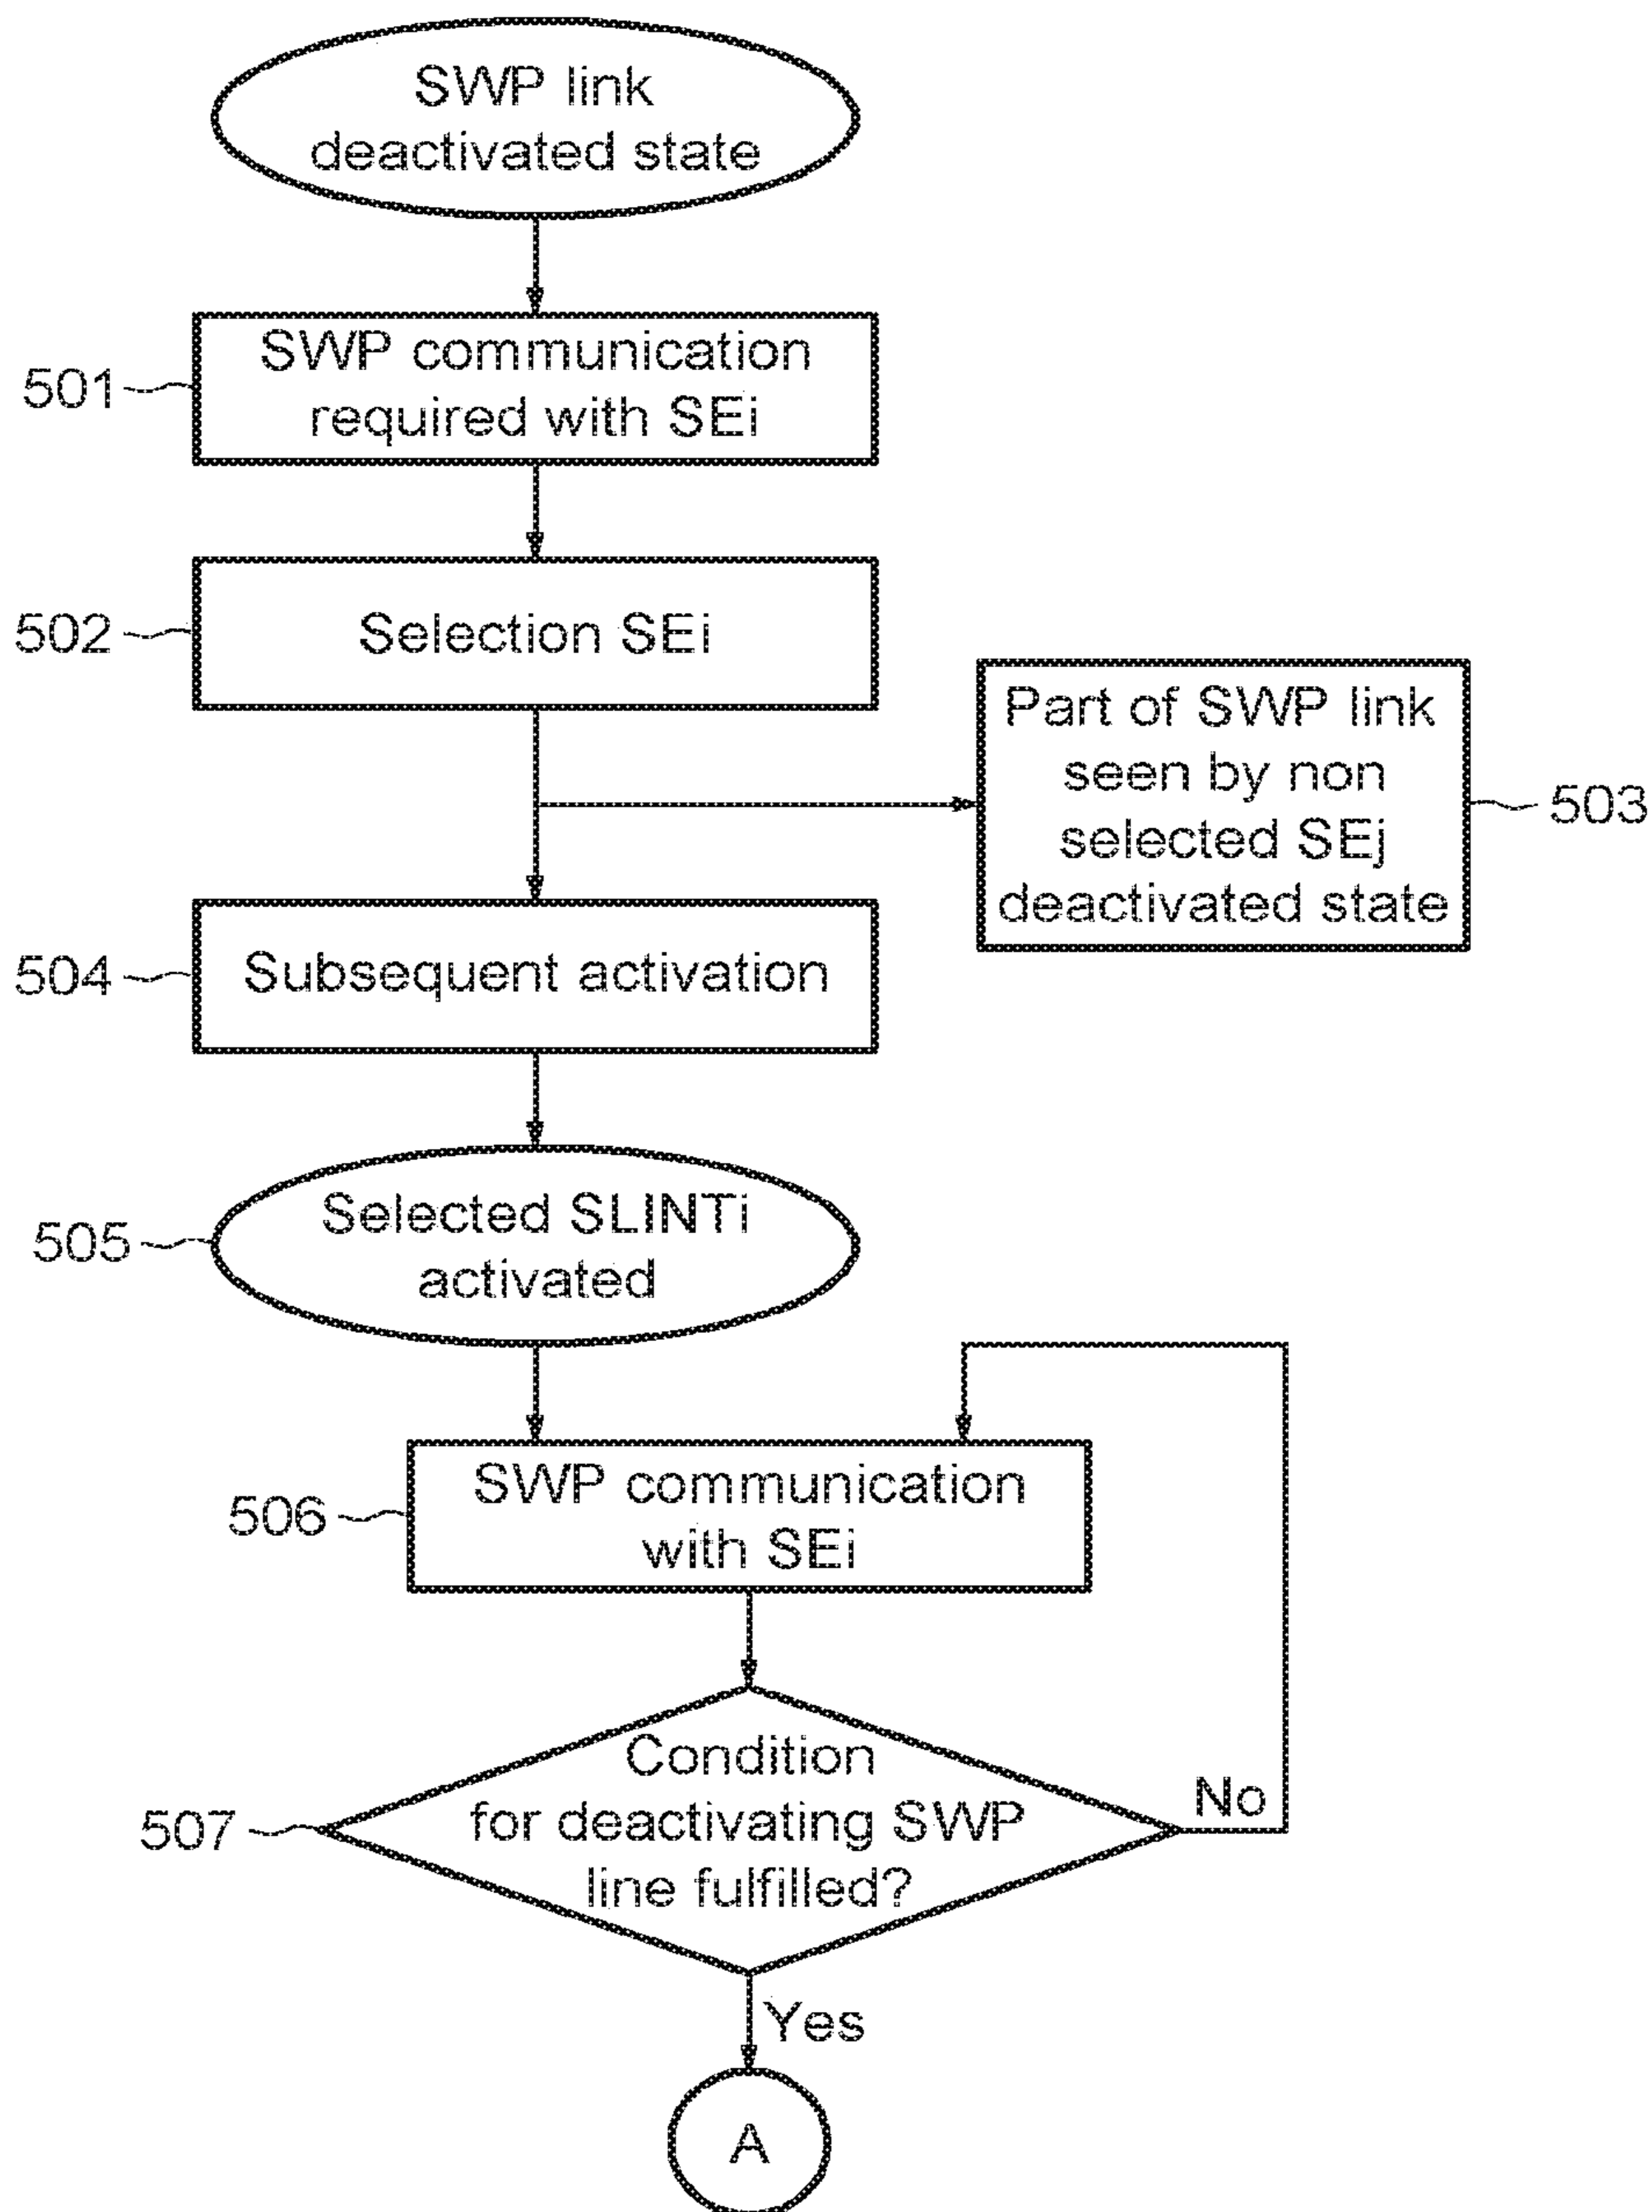 SWP link
deactivated state
501
SWP communication
required with SEi
502
Selection SEi
Part of SWP link
seen by non
selected SEj
deactivated state
503
504
Subsequent activation
505
Selected SLINTi
activated
506
SWP communication
with SEi
507
Condition
for deactivating SWP
line fulfilled?
No
Yes
A